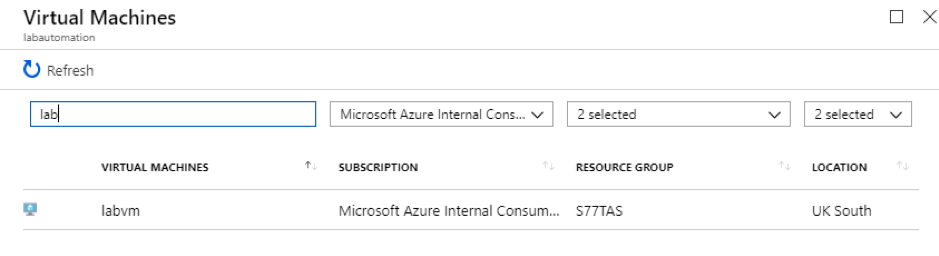 Virtual Machines
labautomation
Refresh
lab Microsoft Azure Internal Cons... 2 selected 2 selected
VIRTUAL MACHINES SUBSCRIPTION RESOURCE GROUP LOCATION
labvm Microsoft Azure Internal Consum... S77TAS UK South